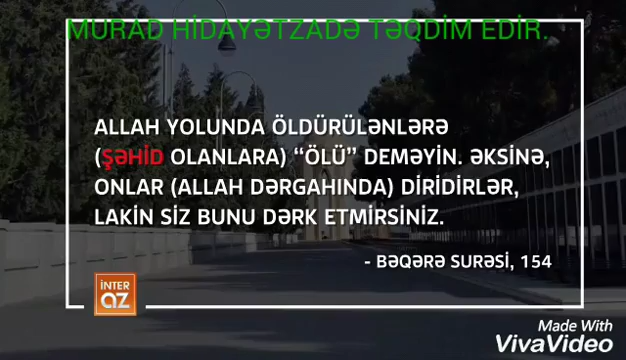 MURAD HİDAYƏTZADƏ TƏQDİM EDİR.
ALLAH YOLUNDA ÖLDÜRÜLƏNLƏRƏ
(ŞƏHİD OLANLARA) “ÖLÜ” DEMƏYİN. ƏKSİNƏ,
ONLAR (ALLAH DƏRGAHINDA) DİRİDİRLƏR,
LAKİN SİZ BUNU DƏRK ETMİRSİNİZ.
- BƏQƏRƏ SURƏSİ, 154
İNTER
az
Made With
VivaVideo